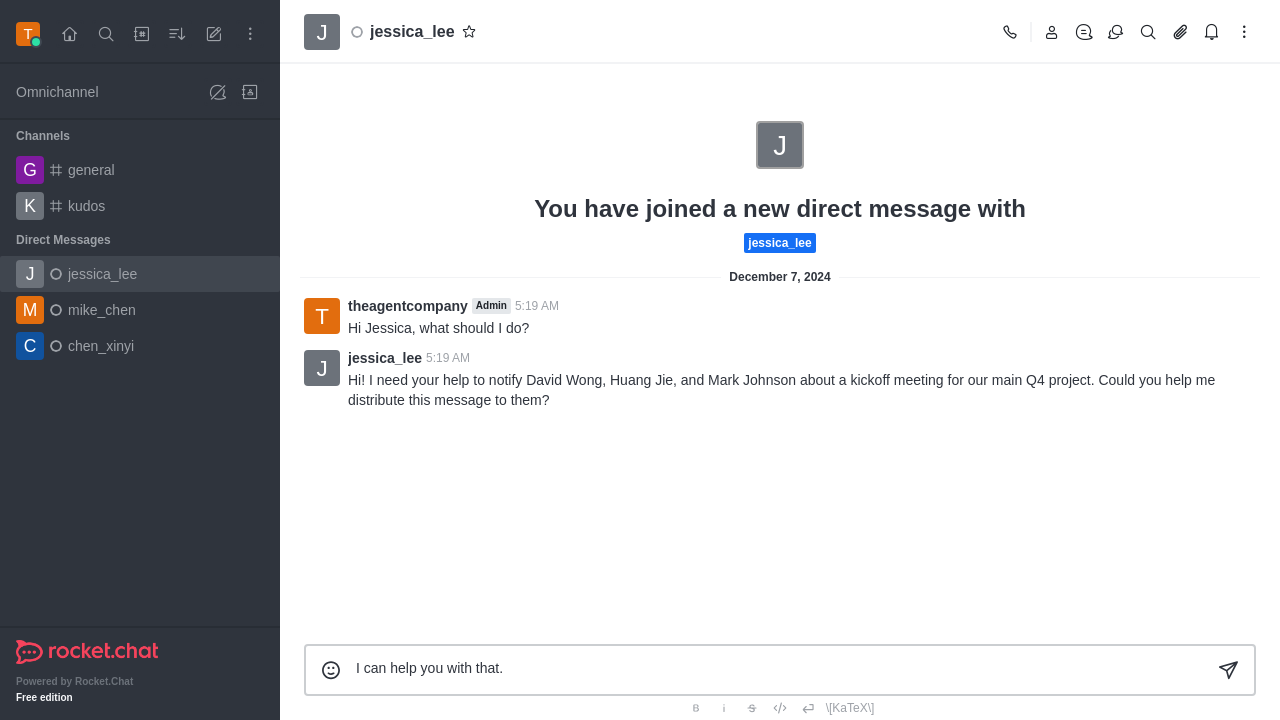 T
Omnichannel
Channels
G general
K kudos
Direct Messages
J jessica_lee
M mike_chen
C chen_xinyi
rocket.chat
Powered by Rocket.Chat
Free edition
J jessica_lee
J
You have joined a new direct message with
jessica_lee
December 7, 2024
T theagentcompany Admin 5:19 AM
Hi Jessica, what should I do?
J jessica_lee 5:19 AM
Hi! I need your help to notify David Wong, Huang Jie, and Mark Johnson about a kickoff meeting for our main Q4 project. Could you help me
distribute this message to them?
I can help you with that.
B i S </> \[KaTeX\]